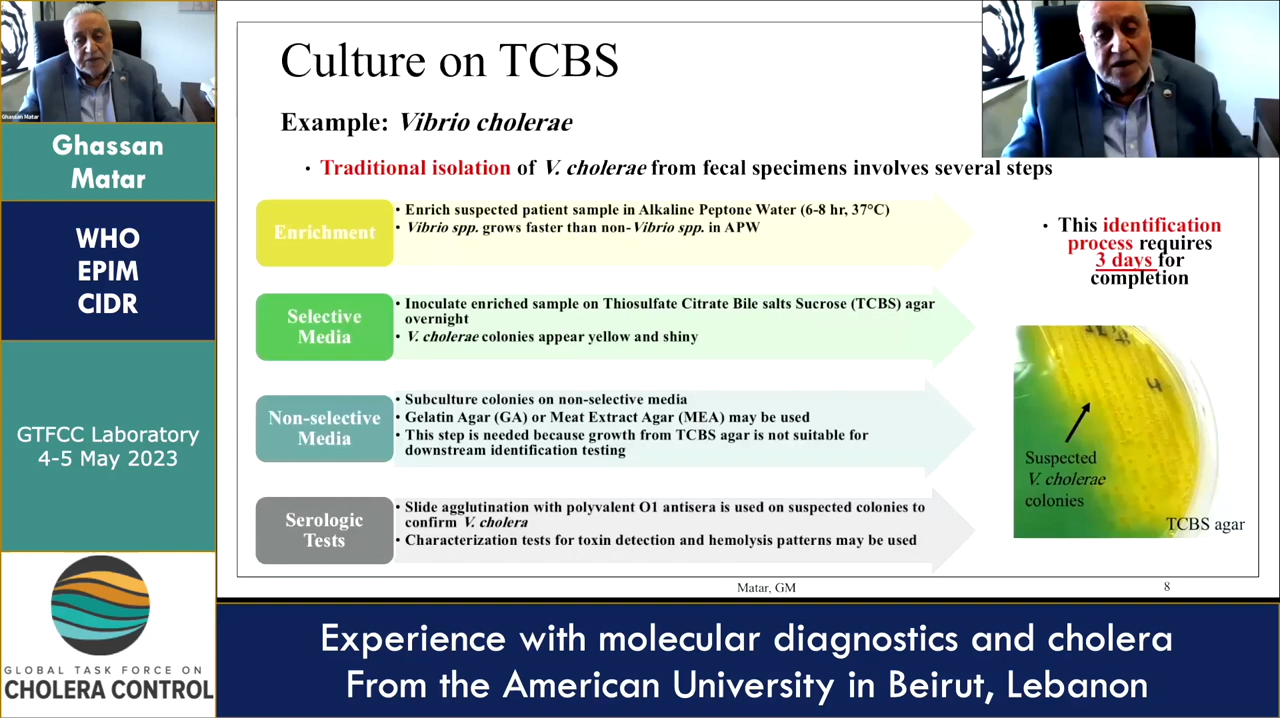 Ghassan Matar
Ghassan
Matar
WHO
EPIM
CIDR
GTFCC Laboratory
4-5 May 2023
GLOBAL TASK FORCE ON
CHOLERA CONTROL
Culture on TCBS
Example: Vibrio cholerae
• Traditional isolation of V. cholerae from fecal specimens involves several steps
Enrichment
• Enrich suspected patient sample in Alkaline Peptone Water (6-8 hr, 37°C)
• Vibrio spp. grows faster than non-Vibrio spp. in APW
Selective
Media
• Inoculate enriched sample on Thiosulfate Citrate Bile salts Sucrose (TCBS) agar
overnight
• V. cholerae colonies appear yellow and shiny
Non-selective
Media
• Subculture colonies on non-selective media
• Gelatin Agar (GA) or Meat Extract Agar (MEA) may be used
• This step is needed because growth from TCBS agar is not suitable for
downstream identification testing
Serologic
Tests
• Slide agglutination with polyvalent O1 antisera is used on suspected colonies to
confirm V. cholera
• Characterization tests for toxin detection and hemolysis patterns may be used
• This identification
process requires
3 days for
completion
Suspected
V. cholerae
colonies
TCBS agar
Matar, GM
8
Experience with molecular diagnostics and cholera
From the American University in Beirut, Lebanon